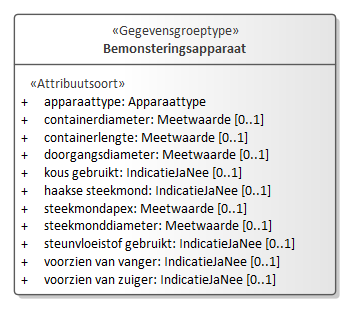 «Gegevensgroeptype»
Bemonsteringsapparaat
«Attribuutsoort»
+ apparaattype: Apparaattype
+ containerdiameter: Meetwaarde [0..1]
+ containerlengte: Meetwaarde [0..1]
+ doorgangsdiameter: Meetwaarde [0..1]
+ kous gebruikt: IndicatieJaNee [0..1]
+ haakse steekmond: IndicatieJaNee [0..1]
+ steekmondapex: Meetwaarde [0..1]
+ steekmonddiameter: Meetwaarde [0..1]
+ steunvloeistof gebruikt: IndicatieJaNee [0..1]
+ voorzien van vanger: IndicatieJaNee [0..1]
+ voorzien van zuiger: IndicatieJaNee [0..1]